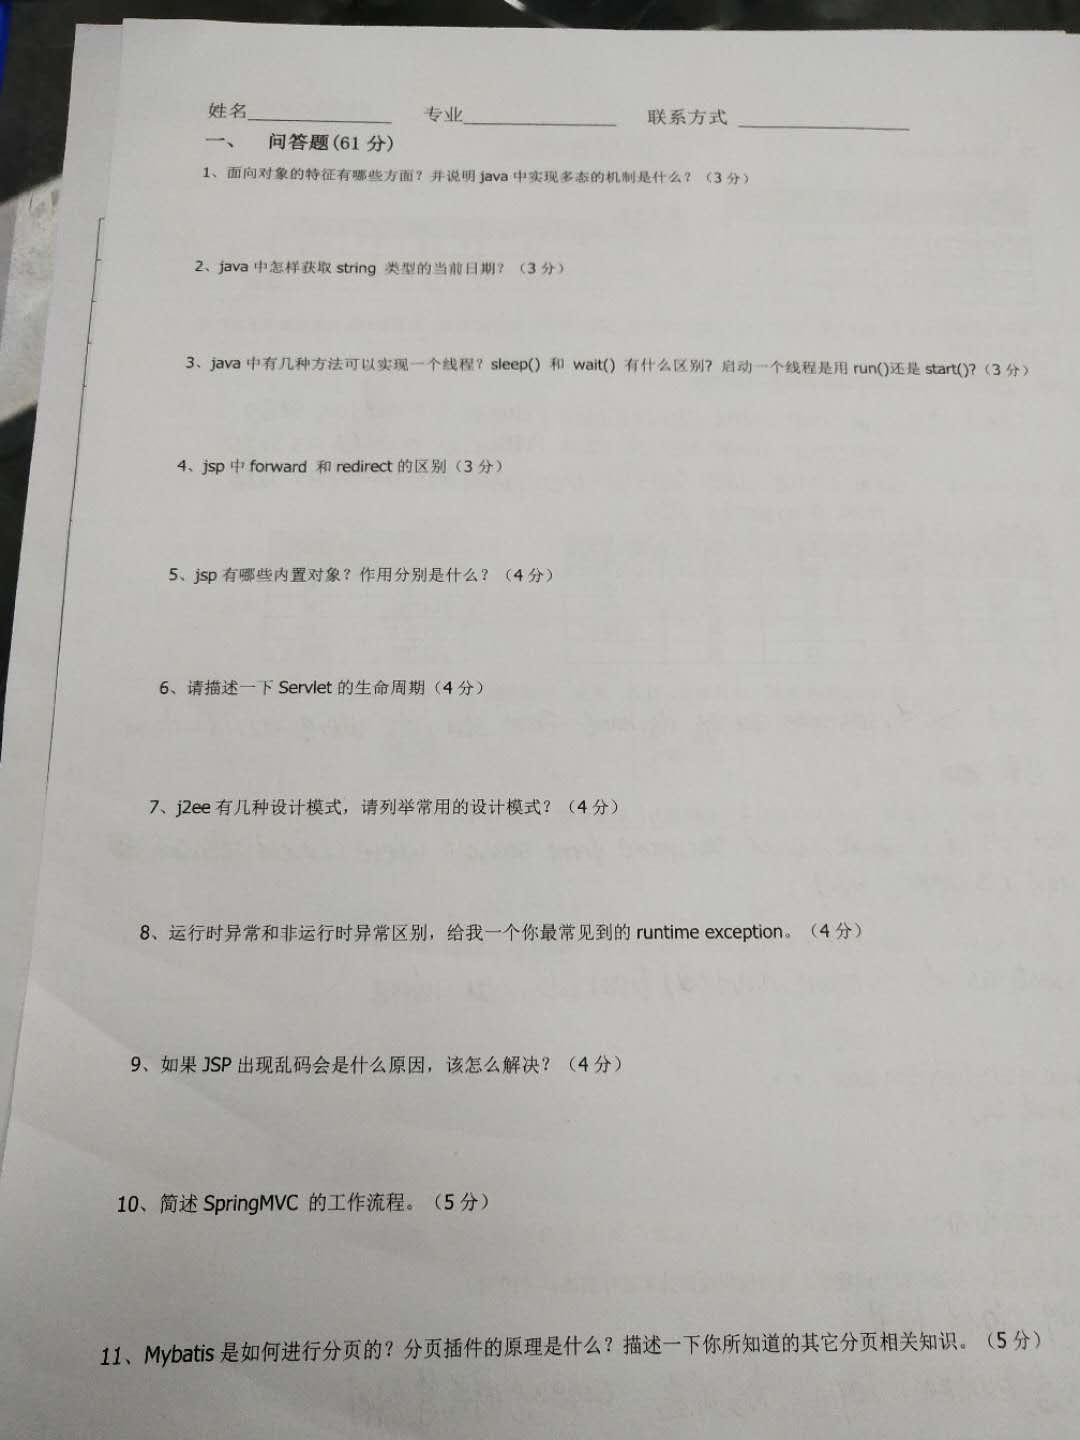 姓名____________ 专业____________ 联系方式 ____________
一、 问答题(61 分)
1、面向对象的特征有哪些方面？并说明 java 中实现多态的机制是什么？（3 分）
2、java 中怎样获取 string 类型的当前日期？（3 分）
3、java 中有几种方法可以实现一个线程？sleep() 和 wait() 有什么区别? 启动一个线程是用 run()还是 start()?（3 分）
4、jsp 中 forward 和 redirect 的区别（3 分）
5、jsp 有哪些内置对象？作用分别是什么？（4 分）
6、请描述一下 Servlet 的生命周期（4 分）
7、j2ee 有几种设计模式，请列举常用的设计模式？（4 分）
8、运行时异常和非运行时异常区别，给我一个你最常见到的 runtime exception。（4 分）
9、如果 JSP 出现乱码会是什么原因，该怎么解决？（4 分）
10、简述 SpringMVC 的工作流程。（5 分）
11、Mybatis 是如何进行分页的？分页插件的原理是什么？描述一下你所知道的其它分页相关知识。（5 分）